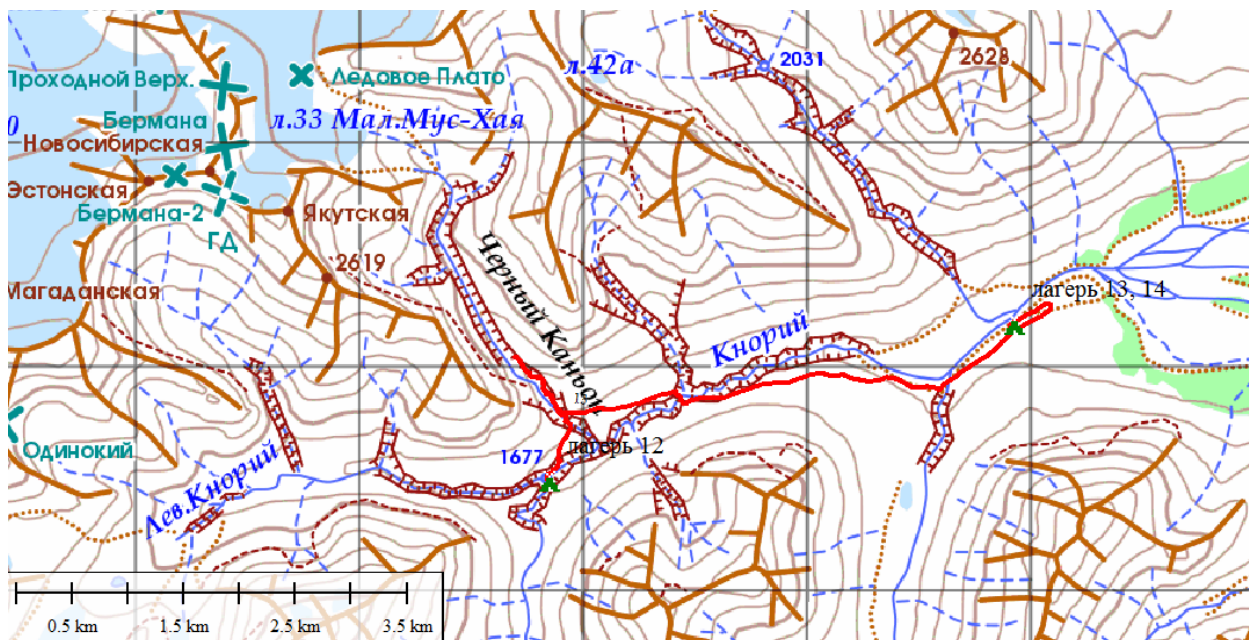 2031
2628
л.42а
Проходной Верх.
Ледовое Плато
Бермана
л.33 Мал.Мус-Хая
0
Новосибирская
Эстонская
Бермана-2
Якутская
ГД
2619
Магаданская
Черный Каньон
лагерь 13, 14
Кнорий
Одинокий
1677
лагерь 12
Лев.Кнорий
0.5 km
1.5 km
2.5 km
3.5 km